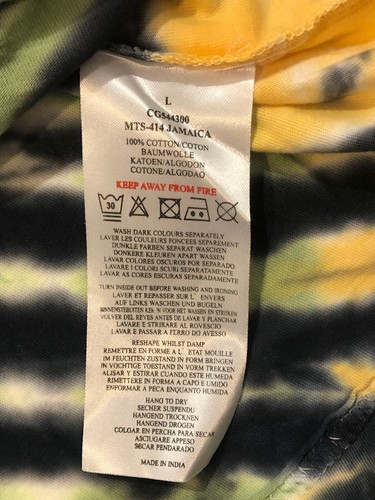 L
CG544300
MTS-414 JAMAICA
100% COTTON/COTON
BAUMWOLLE
KATOEN/ALGODON
COTONE/ALGODAO
KEEP AWAY FROM FIRE
30
WASH DARK COLOURS SEPARATELY
LAVER LES COULEURS FONCEES SEPAREMENT
DUNKLE FARBEN SEPARAT WASCHEN
DONKERE KLEUREN APART WASSEN
LAVAR COLORES OSCUROS POR SEPARADO
LAVARE I COLORI SCURI SEPARATAMENTE
LAVAR AS CORES ESCURAS SEPARADAMENTE
TURN INSIDE OUT BEFORE WASHING AND IRONING
LAVER ET REPASSER SUR L' ENVERS
AUF LINKS WASCHEN UND BUGELN
VOLVER DEL REVES ANTES DE LAVAR Y PLANCHAR
LAVARE E STIRARE AL ROVESCIO
LAVAR E PASSAR A FERRO DO AVESSO
RESHAPE WHILST DAMP
REMETTRE EN FORME A L' ETAT MOUILLE
IM FEUCHTEN ZUSTAND IN FORM BRINGEN
IN VOCHTIGE TOESTAND IN VORM TREKKEN
ALISAR Y ESTIRAR CUANDO ESTE HUMEDA
RIMETTERE IN FORMA A CAPO E UMIDO
ENFORMAR A PECA ENQUANTO HUMIDA
HANG TO DRY
SECHER SUSPENDU
HANGEND TROCKNEN
HANGEND DROGEN
COLGAR EN PERCHA PARA SECAR
ASCIUGARE APPESO
SECAR PENDARADO
MADE IN INDIA